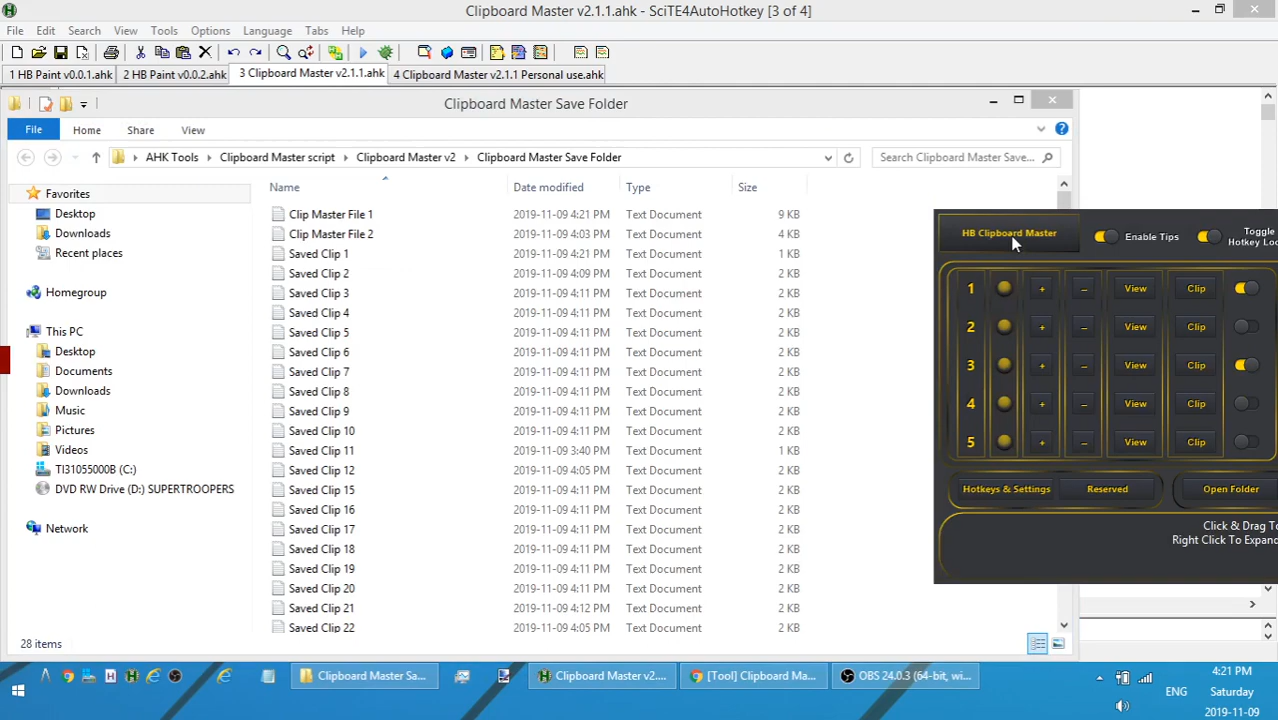 Clipboard Master v2.1.1.ahk - SciTE4AutoHotkey [3 of 4]
File Edit Search View Tools Options Language Tabs Help
1 HB Paint v0.0.1.ahk 2 HB Paint v0.0.2.ahk 3 Clipboard Master v2.1.1.ahk 4 Clipboard Master v2.1.1 Personal use.ahk
Clipboard Master Save Folder
File Home Share View
AHK Tools Clipboard Master script Clipboard Master v2 Clipboard Master Save Folder Search Clipboard Master Save...
Name Date modified Type Size
Favorites
Desktop
Downloads
Recent places
Homegroup
This PC
Desktop
Documents
Downloads
Music
Pictures
Videos
TI31055000B (C:)
DVD RW Drive (D:) SUPERTROOPERS
Network
Clip Master File 1 2019-11-09 4:21 PM Text Document 9 KB
Clip Master File 2 2019-11-09 4:03 PM Text Document 4 KB
Saved Clip 1 2019-11-09 4:21 PM Text Document 1 KB
Saved Clip 2 2019-11-09 4:09 PM Text Document 2 KB
Saved Clip 3 2019-11-09 4:11 PM Text Document 2 KB
Saved Clip 4 2019-11-09 4:11 PM Text Document 2 KB
Saved Clip 5 2019-11-09 4:11 PM Text Document 2 KB
Saved Clip 6 2019-11-09 4:11 PM Text Document 2 KB
Saved Clip 7 2019-11-09 4:11 PM Text Document 2 KB
Saved Clip 8 2019-11-09 4:11 PM Text Document 2 KB
Saved Clip 9 2019-11-09 4:11 PM Text Document 2 KB
Saved Clip 10 2019-11-09 4:11 PM Text Document 2 KB
Saved Clip 11 2019-11-09 3:40 PM Text Document 1 KB
Saved Clip 12 2019-11-09 4:05 PM Text Document 2 KB
Saved Clip 15 2019-11-09 4:11 PM Text Document 2 KB
Saved Clip 16 2019-11-09 4:11 PM Text Document 2 KB
Saved Clip 17 2019-11-09 4:11 PM Text Document 2 KB
Saved Clip 18 2019-11-09 4:11 PM Text Document 2 KB
Saved Clip 19 2019-11-09 4:11 PM Text Document 2 KB
Saved Clip 20 2019-11-09 4:11 PM Text Document 2 KB
Saved Clip 21 2019-11-09 4:12 PM Text Document 2 KB
Saved Clip 22 2019-11-09 4:05 PM Text Document 2 KB
28 items
HB Clipboard Master Enable Tips Toggle
Hotkey Loc
1 + - View Clip
2 + - View Clip
3 + - View Clip
4 + - View Clip
5 + - View Clip
Hotkeys & Settings Reserved Open Folder
Click & Drag To
Right Click To Expan
Clipboard Master Sa... Clipboard Master v2.... [Tool] Clipboard Ma... OBS 24.0.3 (64-bit, wi...
ENG
4:21 PM
Saturday
2019-11-09